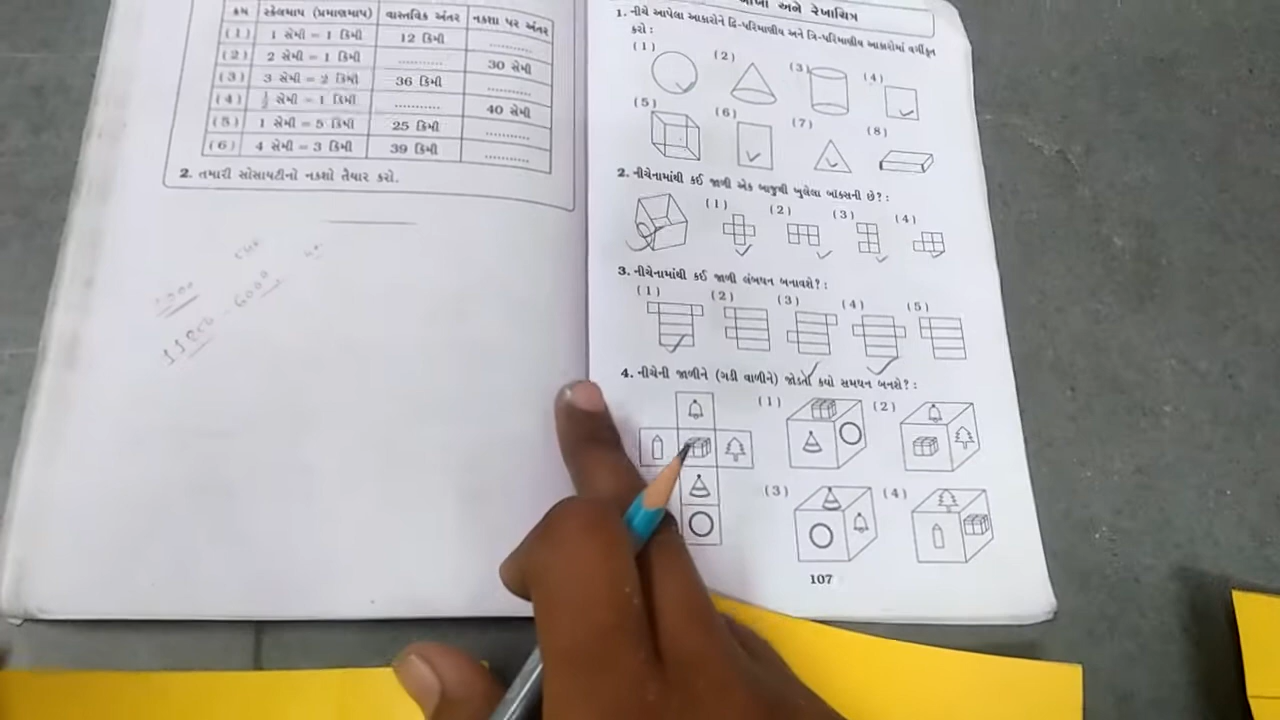 ક્રમ સ્કેલમાપ (પ્રમાણમાપ) વાસ્તવિક અંતર નકશા પર અંતર
(1) 1 સેમી = 1 કિમી 12 કિમી ...........
(2) 2 સેમી = 1 કિમી ........... 30 સેમી
(3) 3 સેમી = કિમી 36 કિમી ...........
(4) સેમી = 1 કિમી ........... 40 સેમી
(5) 1 સેમી = 5 કિમી 25 કિમી ...........
(6) 4 સેમી = 3 કિમી 39 કિમી ...........
2. તમારી સોસાયટીનો નકશો તૈયાર કરો.
6000
અને રેખાચિત્ર
1. નીચે આપેલા આકારોને દ્વિ-પરિમાણીય અને ત્રિ-પરિમાણીય આકારોમાં વર્ગીકૃત
કરો :
(1) (2) (3) (4)
(5) (6) (7) (8)
2. નીચેનામાંથી કઈ જાળી એક બાજુથી ખુલેલા બૉક્સની છે? :
(1) (2) (3) (4)
3. નીચેનામાંથી કઈ જાળી લંબઘન બનાવશે? :
(1) (2) (3) (4) (5)
4. નીચેની જાળીને (ગડી વાળીને) જોડતાં કયો સમઘન બનશે? :
(1) (2)
(3) (4)
107